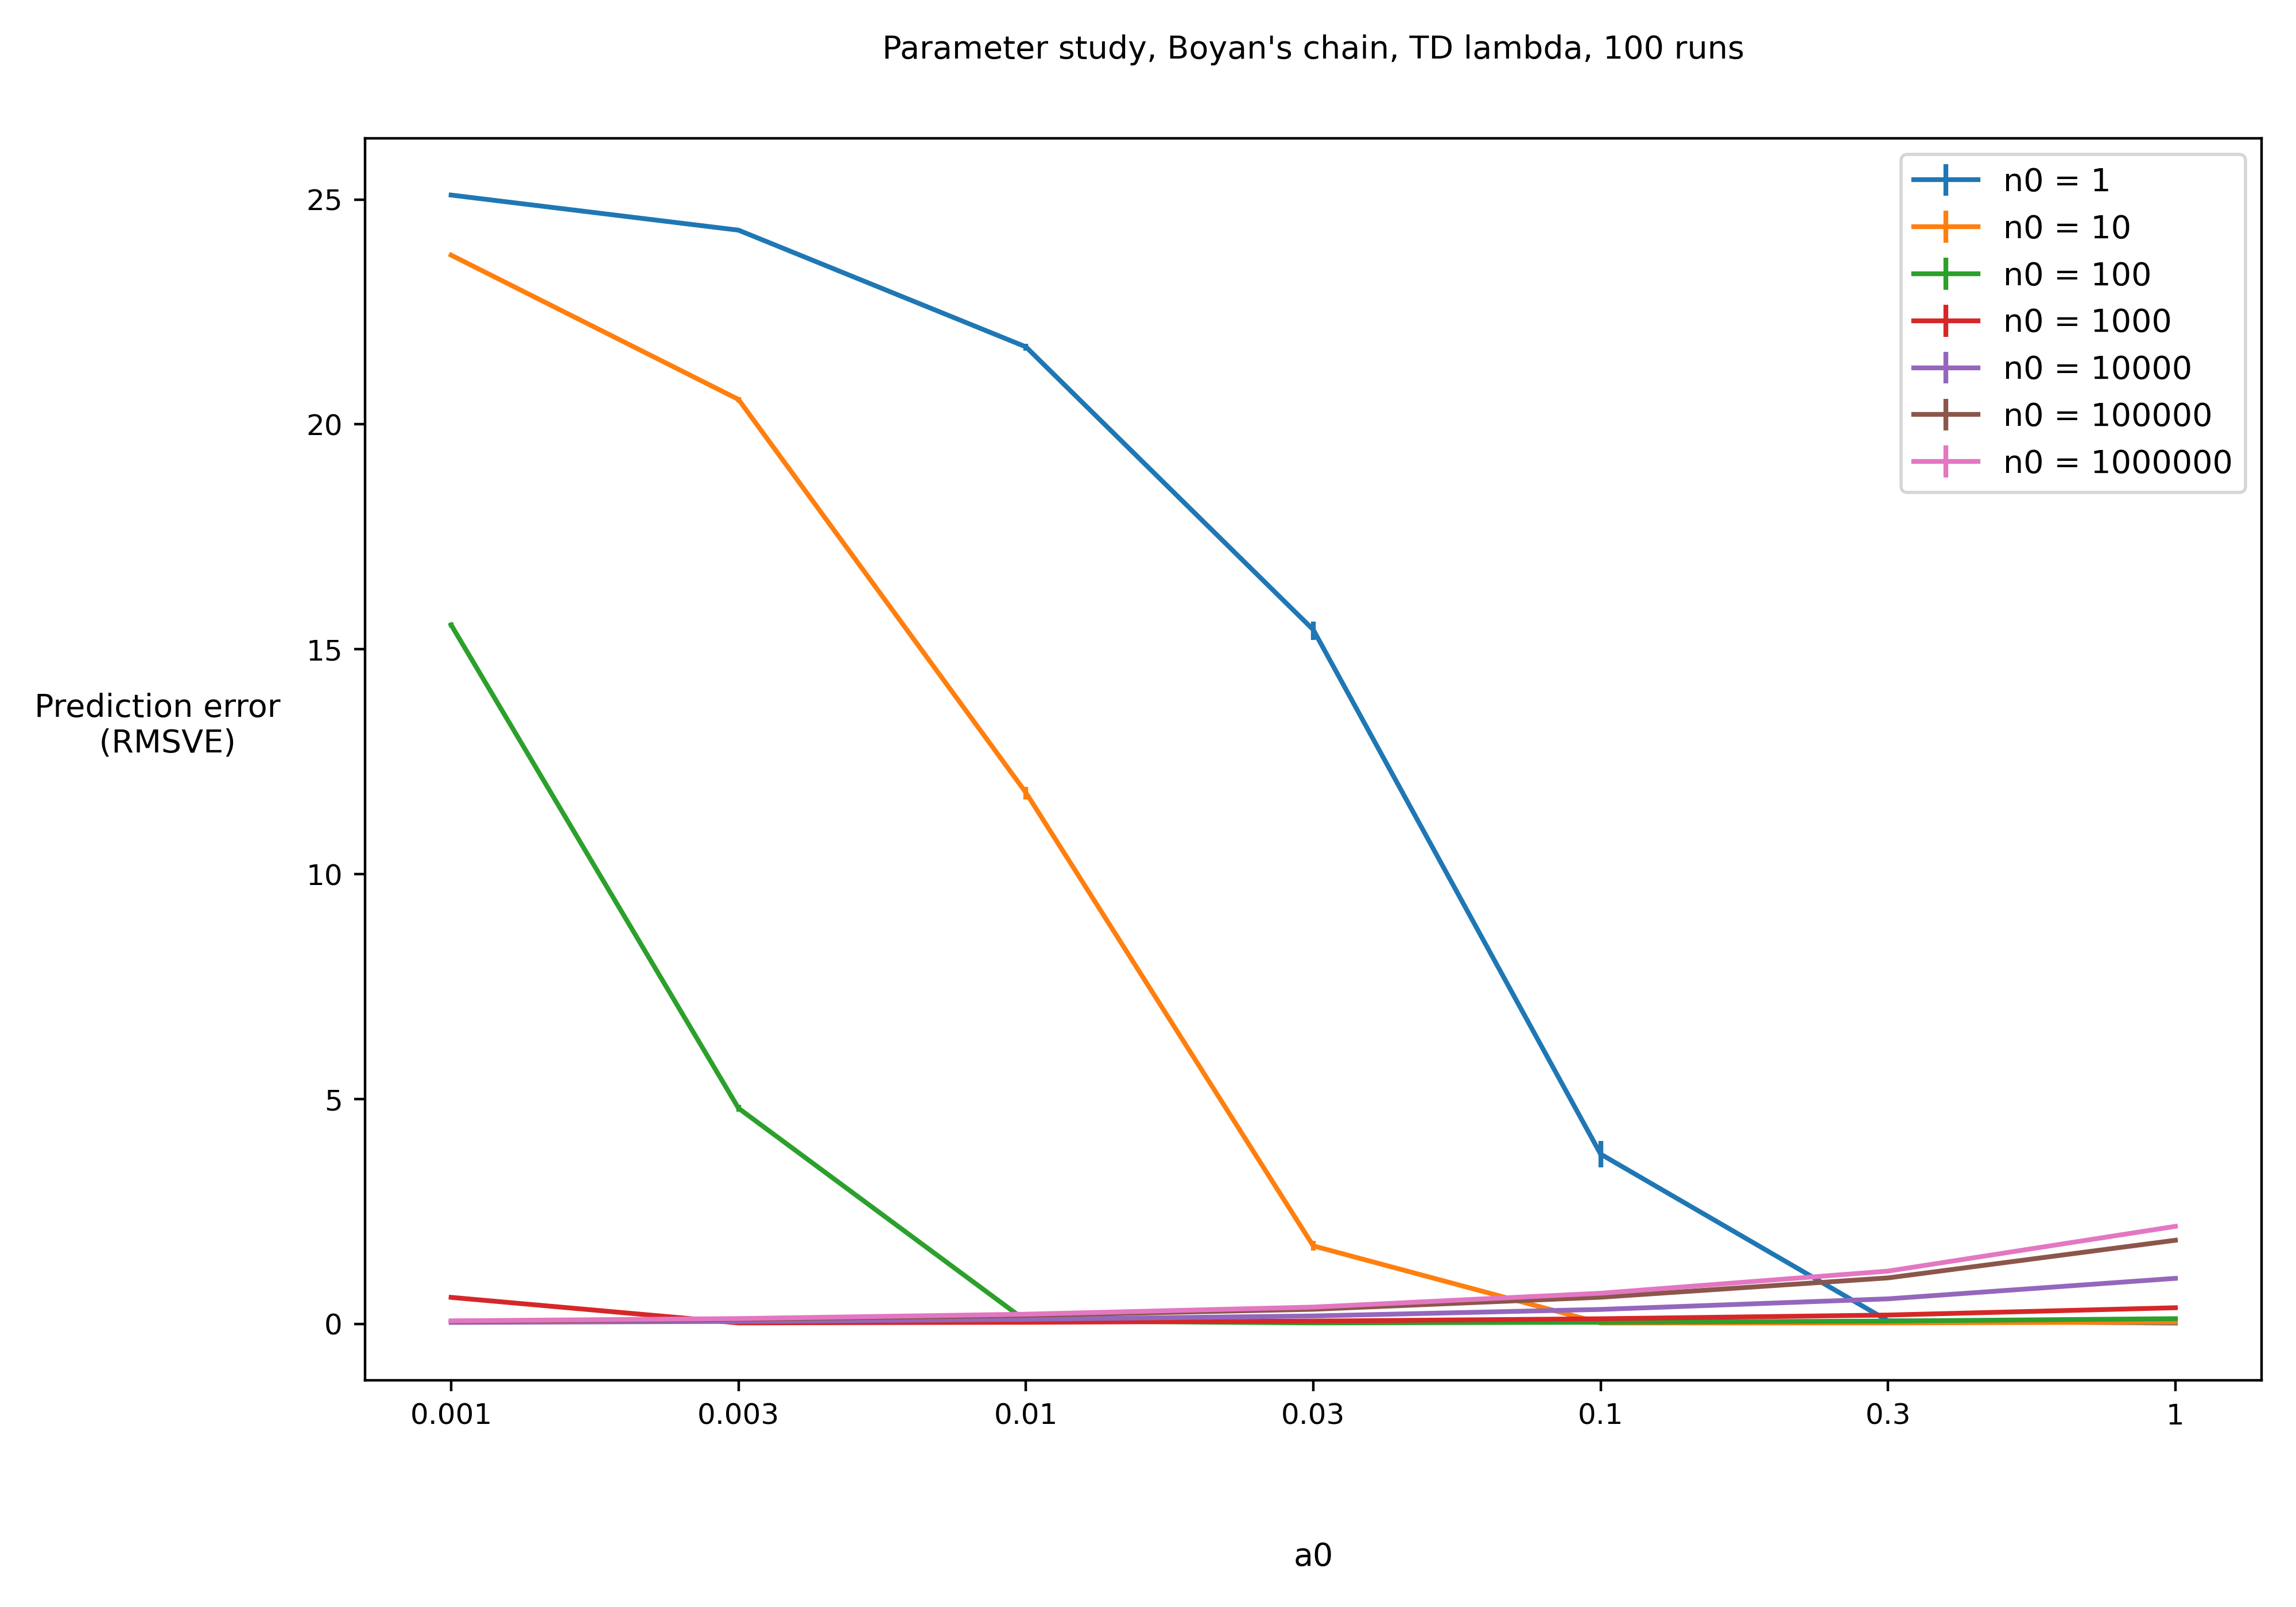 Parameter study, Boyan's chain, TD lambda, 100 runs
25
20
15
10
5
0
Prediction error
(RMSVE)
n0 = 1
n0 = 10
n0 = 100
n0 = 1000
n0 = 10000
n0 = 100000
n0 = 1000000
0.001 0.003 0.01 0.03 0.1 0.3 1
a0